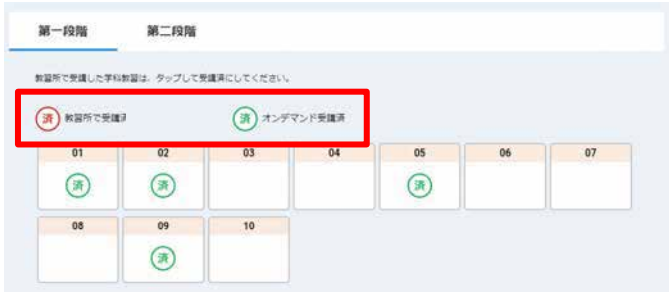 第一段階 第二段階
教習所で受講した学科教習は、タップして受講済にしてください。
済 教習所で受講済 済 オンデマンド受講済
01 02 03 04 05 06 07
済 済 済
08 09 10
済